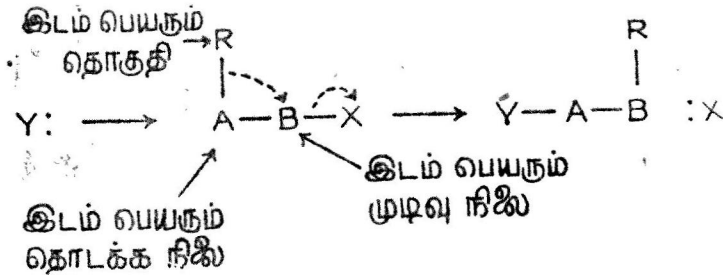 இடம் பெயரும்
தொகுதி
R
R
Y:
A—B—X
Y—A—B
:X
இடம் பெயரும்
முடிவு நிலை
இடம் பெயரும்
தொடக்க நிலை